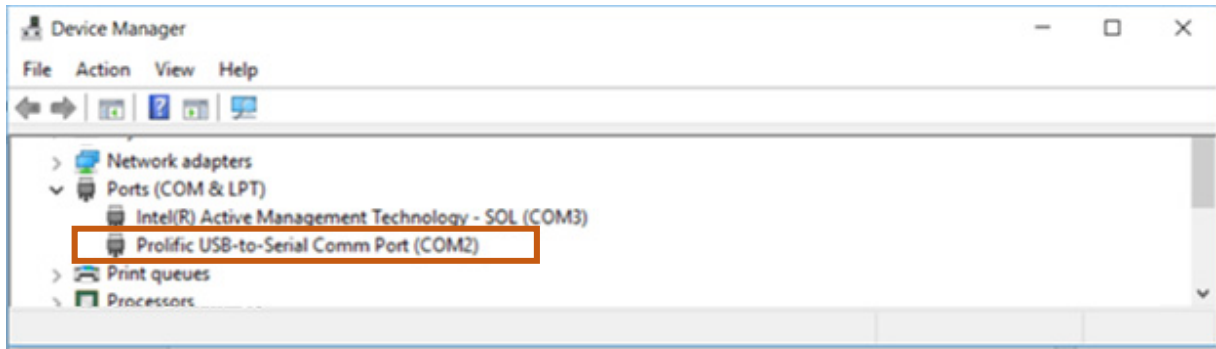 Device Manager
File Action View Help
Network adapters
Ports (COM & LPT)
Intel(R) Active Management Technology - SOL (COM3)
Prolific USB-to-Serial Comm Port (COM2)
Print queues
Processors